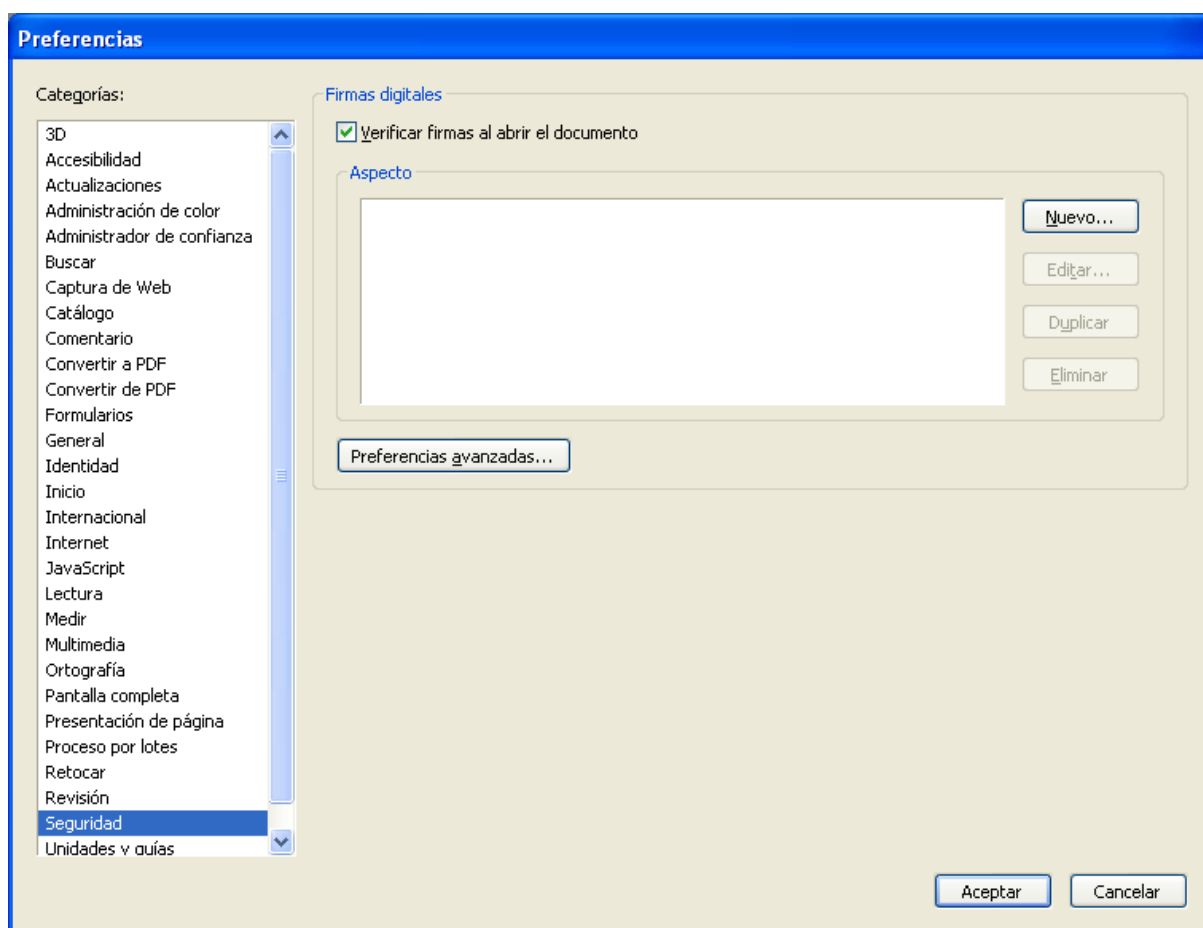 Preferencias
Categorías:
3D
Accesibilidad
Actualizaciones
Administración de color
Administrador de confianza
Buscar
Captura de Web
Catálogo
Comentario
Convertir a PDF
Convertir de PDF
Formularios
General
Identidad
Inicio
Internacional
Internet
JavaScript
Lectura
Medir
Multimedia
Ortografía
Pantalla completa
Presentación de página
Proceso por lotes
Retocar
Revisión
Seguridad
Unidades y guías
Firmas digitales
Verificar firmas al abrir el documento
Aspecto
Nuevo...
Editar...
Duplicar
Eliminar
Preferencias avanzadas...
Aceptar
Cancelar